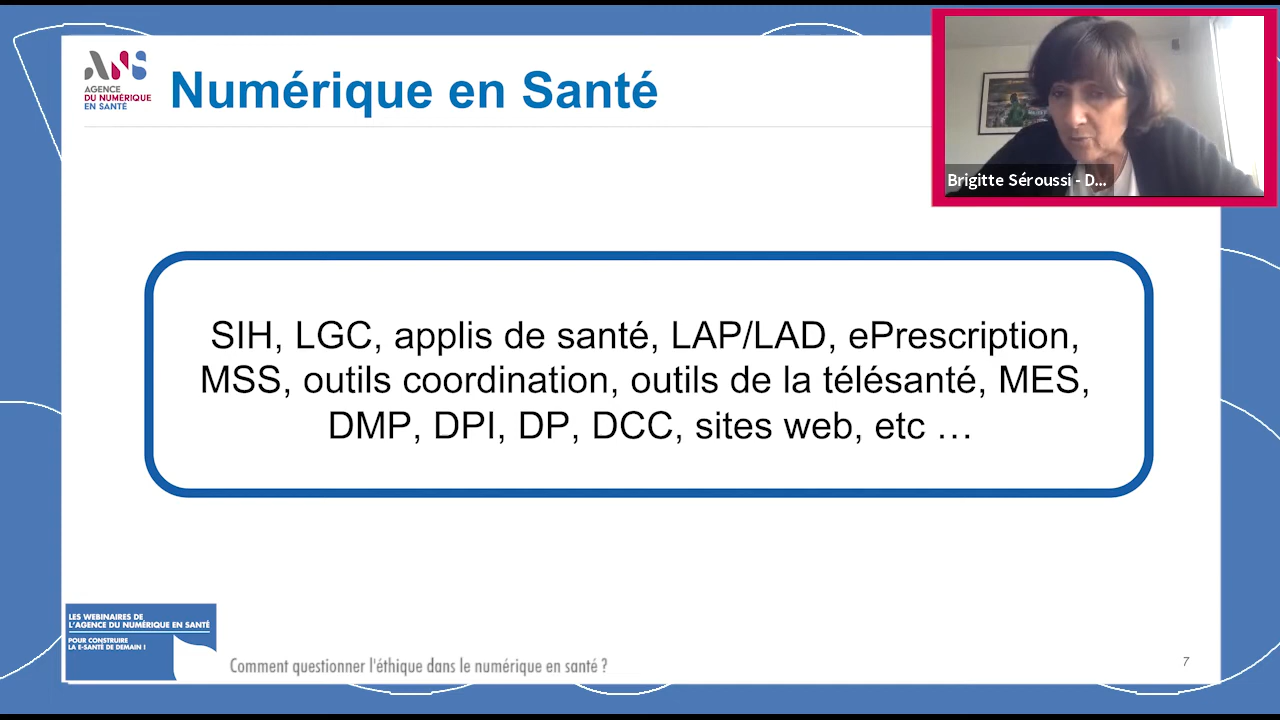 AGENCE
DU NUMÉRIQUE
EN SANTÉ
Numérique en Santé
Brigitte Séroussi - D...
SIH, LGC, applis de santé, LAP/LAD, ePrescription,
MSS, outils coordination, outils de la télésanté, MES,
DMP, DPI, DP, DCC, sites web, etc …
LES WEBINAIRES DE
L'AGENCE DU NUMÉRIQUE EN SANTÉ
POUR CONSTRUIRE
LA E-SANTÉ DE DEMAIN !
Comment questionner l'éthique dans le numérique en santé ?
7